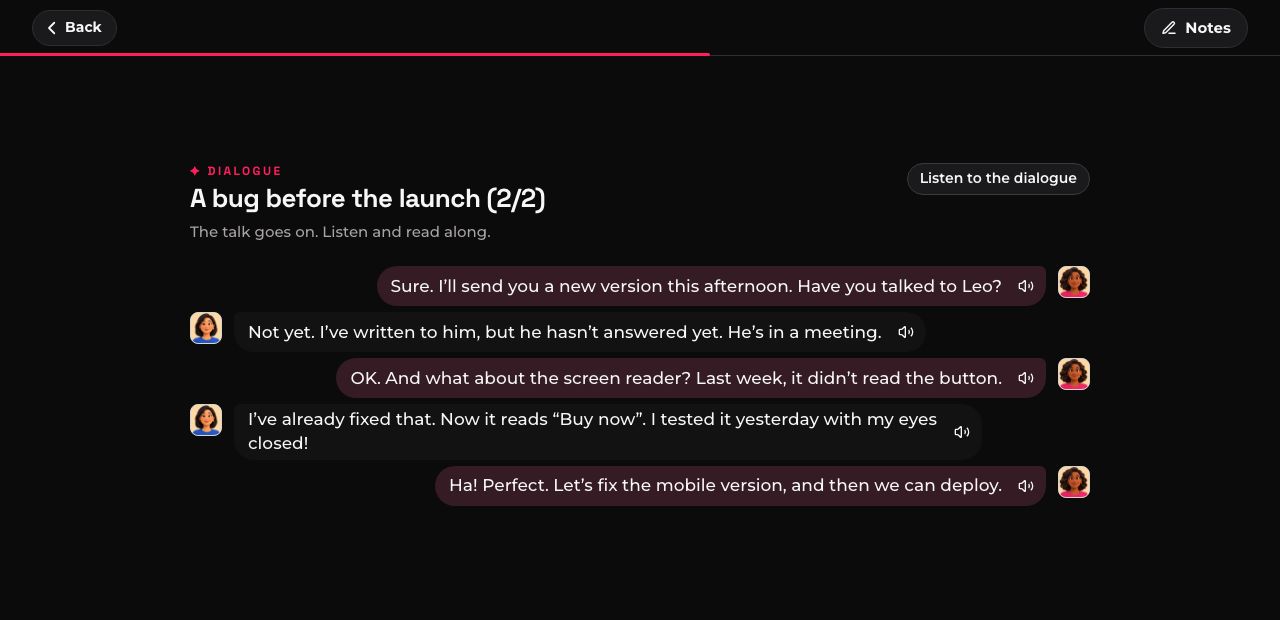 Back
Notes
DIALOGUE
A bug before the launch (2/2)
Listen to the dialogue
The talk goes on. Listen and read along.
Sure. I’ll send you a new version this afternoon. Have you talked to Leo?
Not yet. I’ve written to him, but he hasn’t answered yet. He’s in a meeting.
OK. And what about the screen reader? Last week, it didn’t read the button.
I’ve already fixed that. Now it reads “Buy now”. I tested it yesterday with my eyes
closed!
Ha! Perfect. Let’s fix the mobile version, and then we can deploy.